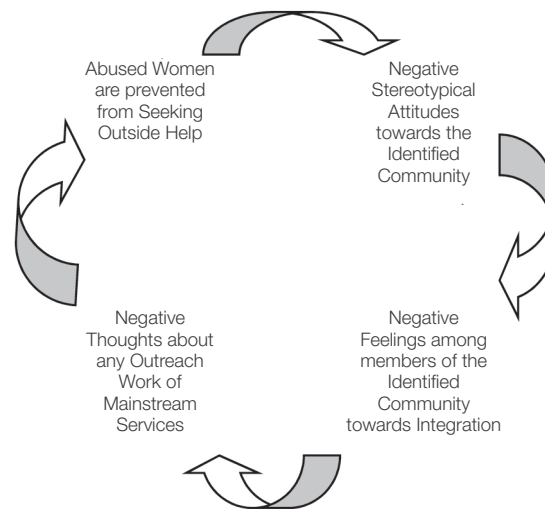 Abused Women
are prevented
from Seeking
Outside Help
Negative
Stereotypical
Attitudes
towards the
Identified
Community
Negative
Feelings among
members of the
Identified
Community
towards Integration
Negative
Thoughts about
any Outreach
Work of
Mainstream
Services